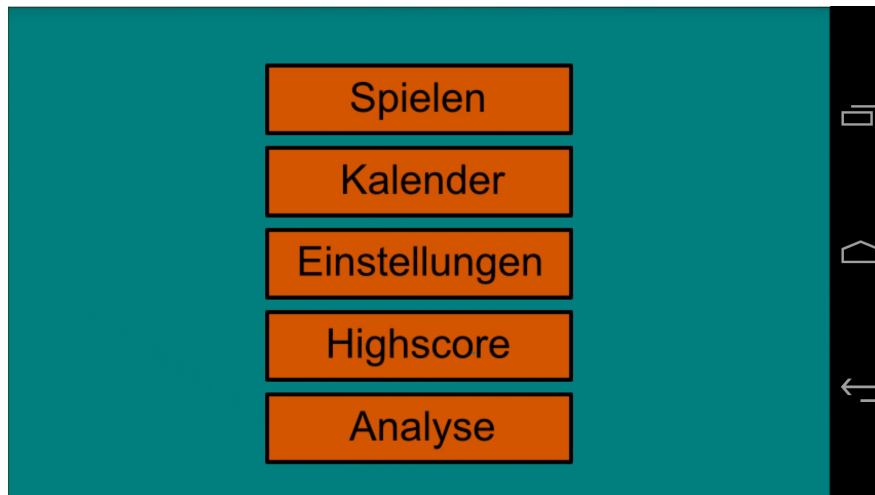 Spielen
Kalender
Einstellungen
Highscore
Analyse